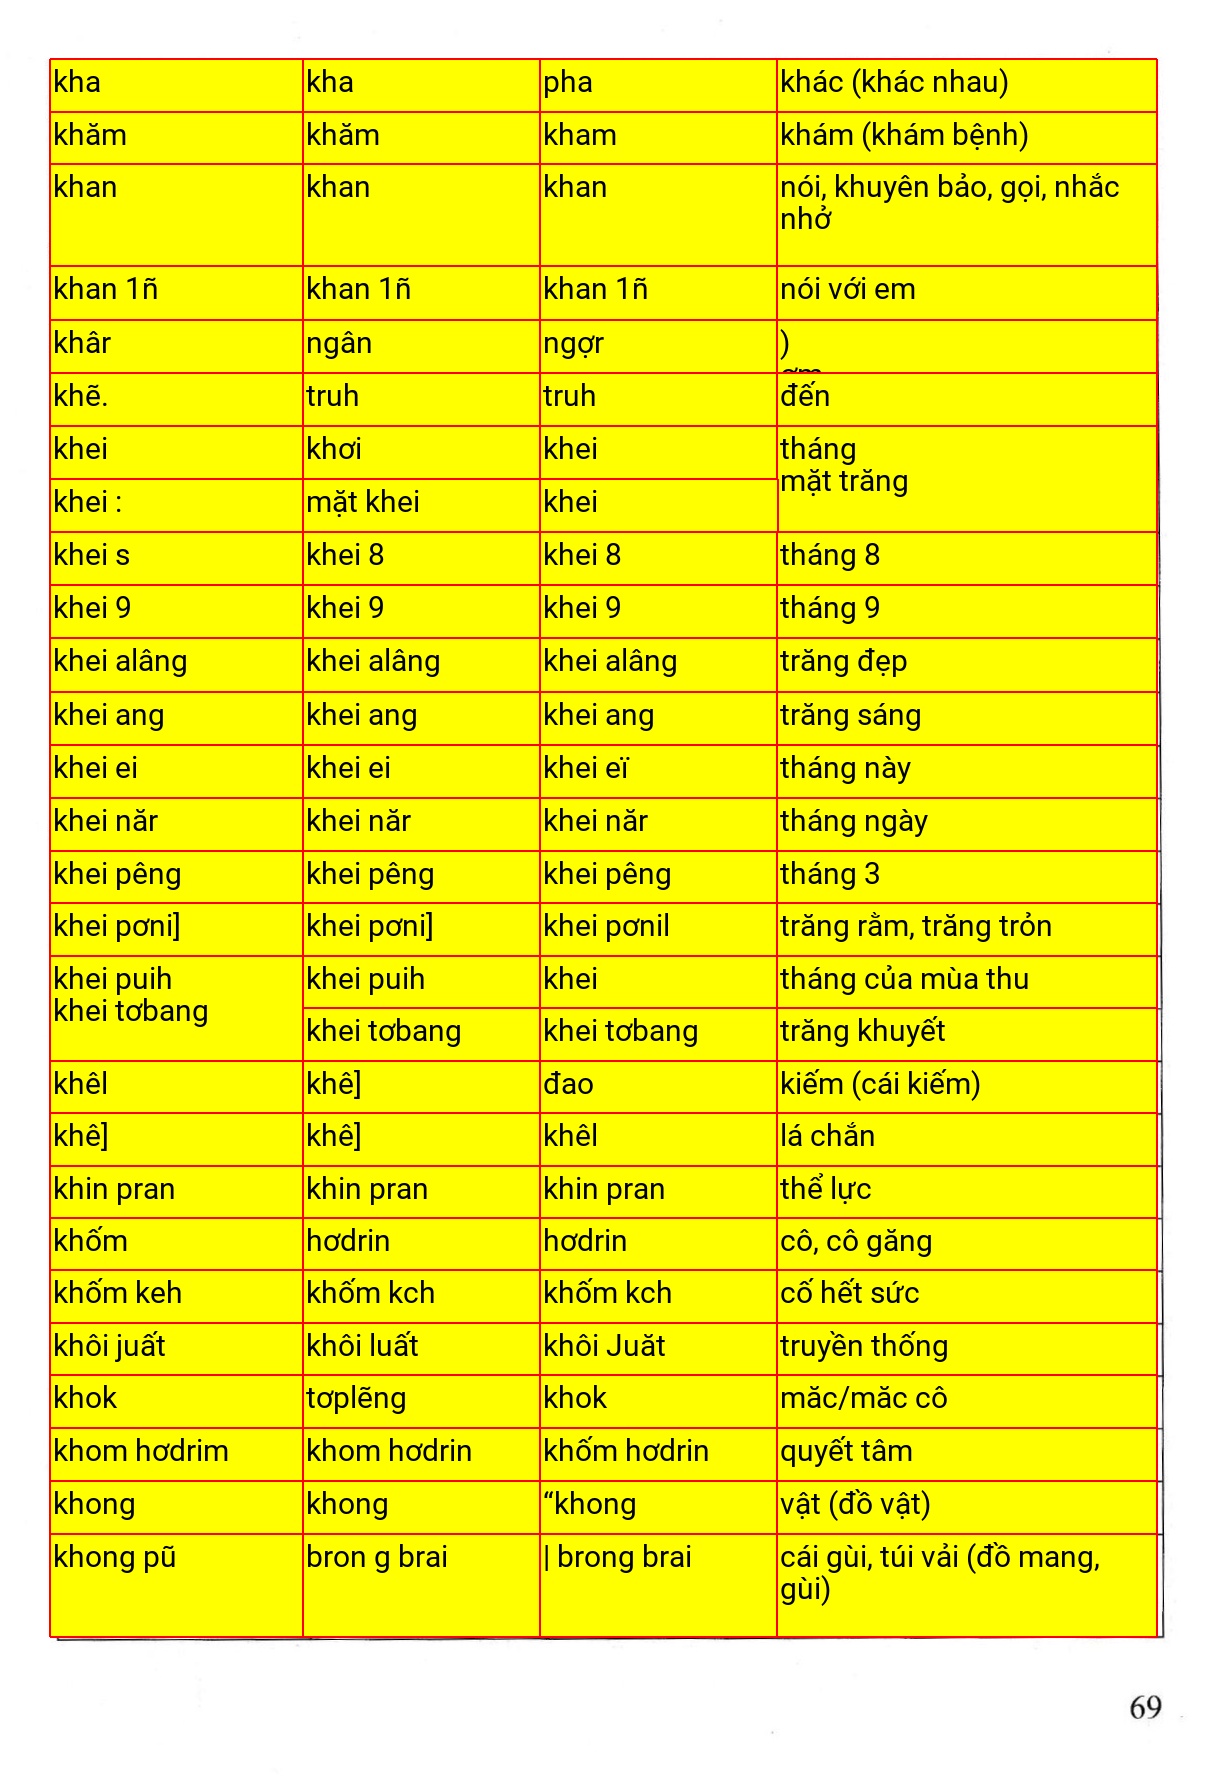 kha kha pha khác (khác nhau)
khăm khăm kham khám (khám bệnh)
khan khan khan nói, khuyên bảo, gọi, nhắc
nhở
khan 1ñ khan 1ñ khan 1ñ nói với em
khâr ngân ngợr )
khẽ. truh truh đến
khei khơi khei tháng
mặt trăng
khei : mặt khei khei
khei s khei 8 khei 8 tháng 8
khei 9 khei 9 khei 9 tháng 9
khei alâng khei alâng khei alâng trăng đẹp
khei ang khei ang khei ang trăng sáng
khei ei khei ei khei eï tháng này
khei năr khei năr khei năr tháng ngày
khei pêng khei pêng khei pêng tháng 3
khei pơni] khei pơni] khei pơnil trăng rằm, trăng trỏn
khei puih khei puih khei tháng của mùa thu
khei tơbang khei tơbang khei tơbang trăng khuyết
khêl khê] đao kiếm (cái kiếm)
khê] khê] khêl lá chắn
khin pran khin pran khin pran thể lực
khốm hơdrin hơdrin cô, cô găng
khốm keh khốm kch khốm kch cố hết sức
khôi juất khôi luất khôi Juăt truyền thống
khok tơplẽng khok măc/măc cô
khom hơdrim khom hơdrin khốm hơdrin quyết tâm
khong khong “khong vật (đồ vật)
khong pũ bron g brai | brong brai cái gùi, túi vải (đồ mang,
gùi)
69